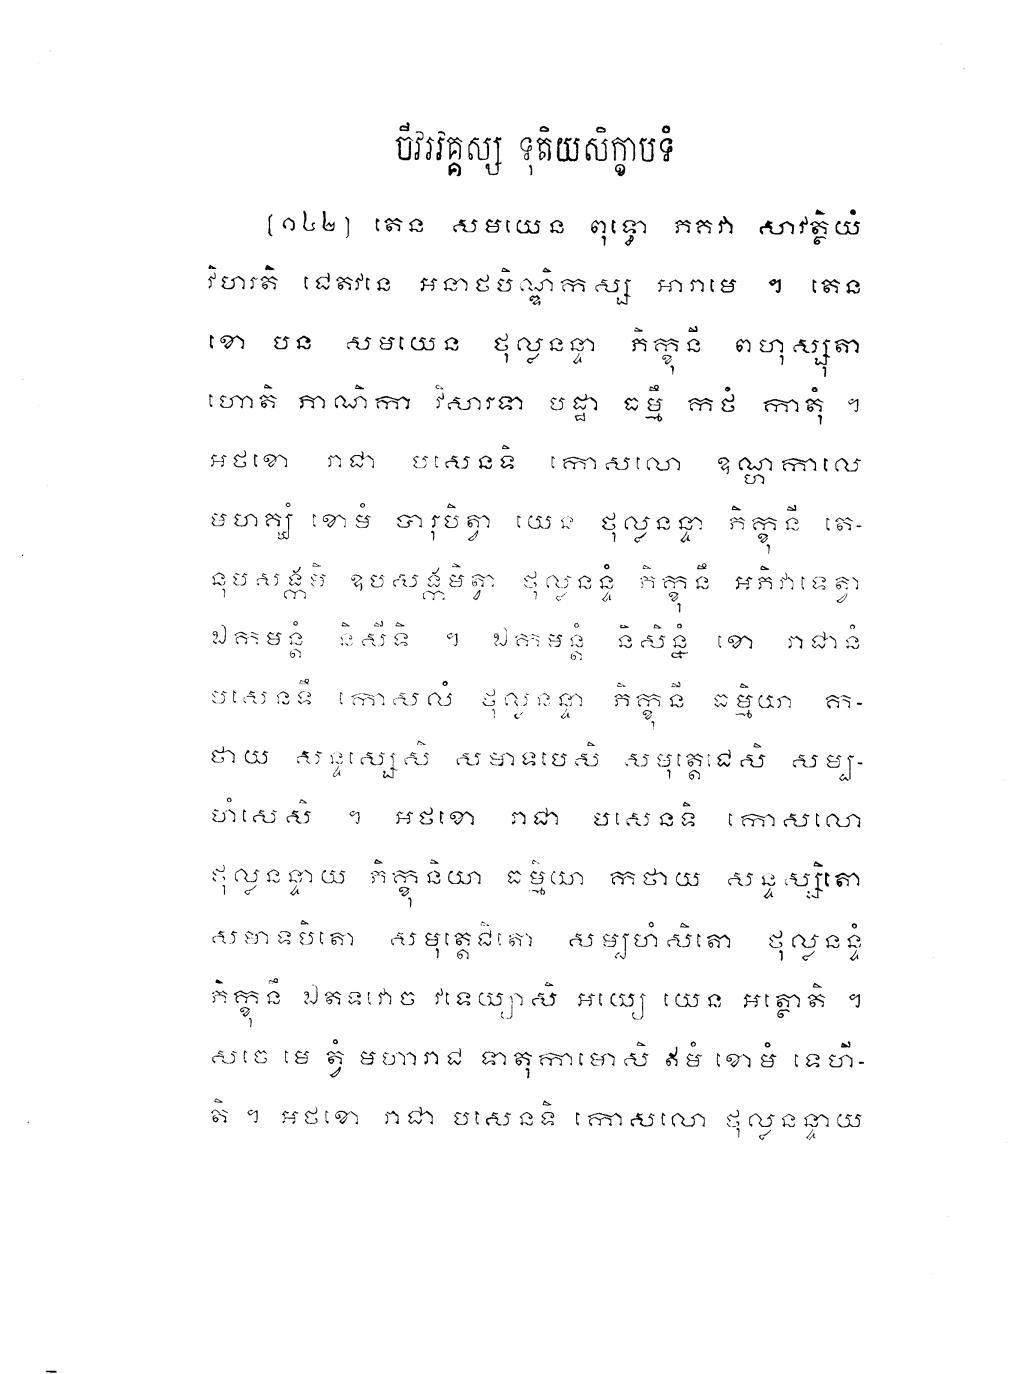 ចីវរវគ្គស្ស ទុតិយសិក្ខាបទំ
[១៤២] តេន សមយេន ពុទ្ធោ ភគវា សាវត្ថិយំ
វិហរតិ ជេតវនេ អនាថបិណ្ឌិកស្ស អារាមេ ។ តេន
ខោ បន សមយេន ថុល្លនន្ទា ភិក្ខុនី ពហុស្សុតា
ហោតិ ភាណិកា វិសារទា បដ្ឋា ធម្មឹ កថំ កាតុំ ។
អថខោ រាជា បសេនទិ កោសលោ ឧណ្ហកាលេ
មហគ្ឃំ ខោមំ បារុបិត្វា យេន ថុល្លនន្ទា ភិក្ខុនី តេ-
នុបសង្កមិ ឧបសង្កមិត្វា ថុល្លនន្ទំ ភិក្ខុនឹ អភិវាទេត្វា
ឯកមន្តំ និសីទិ ។ ឯកមន្តំ និសិន្នំ ខោ រាជានំ
បសេនទឹ កោសលំ ថុល្លនន្ទា ភិក្ខុនី ធម្មិយា ក-
ថាយ សន្ទស្សេសិ សមាទបេសិ សមុត្តេជេសិ សម្ប-
ហំសេសិ ។ អថខោ រាជា បសេនទិ កោសលោ
ថុល្លនន្ទាយ ភិក្ខុនិយា ធម្មិយា កថាយ សន្ទស្សិតោ
សមាទបិតោ សមុត្តេជិតោ សម្បហំសិតោ ថុល្លនន្ទំ
ភិក្ខុនឹ ឯតទវោច វទេយ្យាសិ អយ្យេ យេន អត្ថោតិ ។
សចេ មេ ត្វំ មហារាជ ទាតុកាមោសិ ឥមំ ខោមំ ទេហី-
តិ ។ អថខោ រាជា បសេនទិ កោសលោ ថុល្លនន្ទាយ